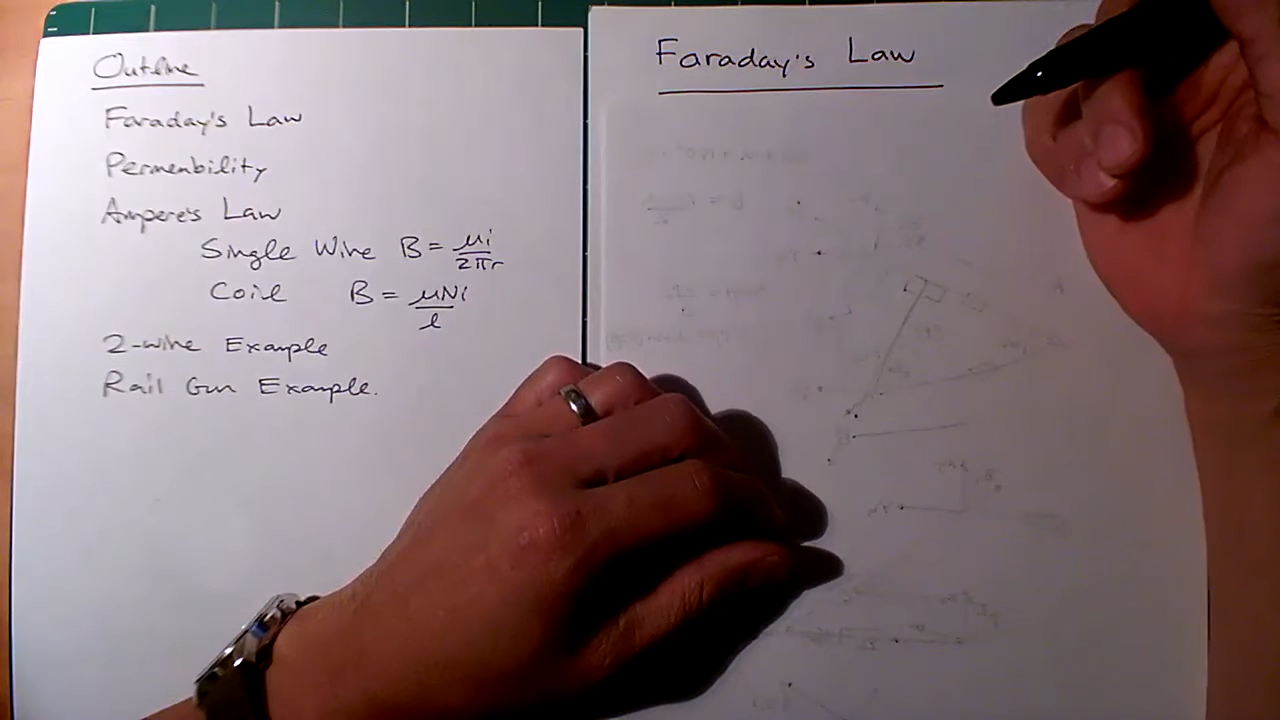 Outline
Faraday's Law
Permenbility
Ampere's Law
Single Wire B = μi / 2πr
Coil B = μNi / l
2-wire Example
Rail Gun Example.
Faraday's Law